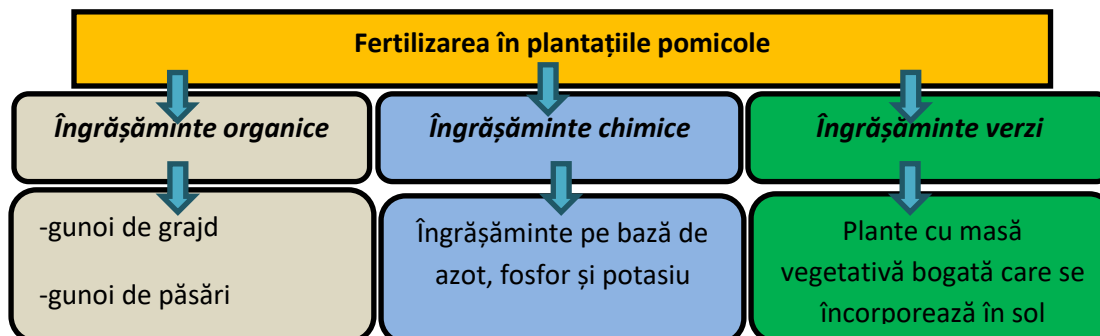 Fertilizarea în plantațiile pomicole
Îngrășăminte organice
Îngrășăminte chimice
Îngrășăminte verzi
-gunoi de grajd
-gunoi de păsări
Îngrășăminte pe bază de
azot, fosfor și potasiu
Plante cu masă
vegetativă bogată care se
încorporează în sol